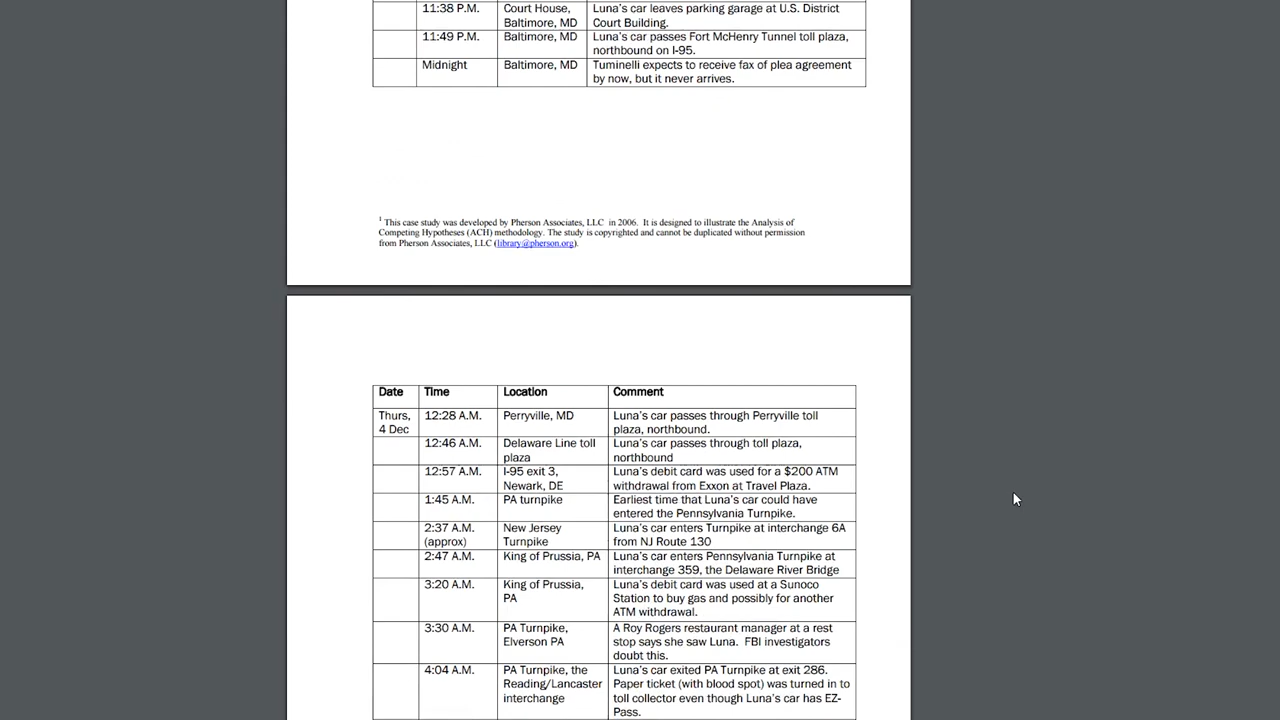 11:38 P.M. Court House, Luna's car leaves parking garage at U.S. District
Baltimore, MD Court Building.
11:49 P.M. Baltimore, MD Luna's car passes Fort McHenry Tunnel toll plaza,
northbound on I-95.
Midnight Baltimore, MD Tuminelli expects to receive fax of plea agreement
by now, but it never arrives.
1 This case study was developed by Pherson Associates, LLC in 2006. It is designed to illustrate the Analysis of
Competing Hypotheses (ACH) methodology. The study is copyrighted and cannot be duplicated without permission
from Pherson Associates, LLC (library@pherson.org).
Date Time Location Comment
Thurs, 12:28 A.M. Perryville, MD Luna's car passes through Perryville toll
4 Dec plaza, northbound.
12:46 A.M. Delaware Line toll Luna's car passes through toll plaza,
plaza northbound
12:57 A.M. I-95 exit 3, Luna's debit card was used for a $200 ATM
Newark, DE withdrawal from Exxon at Travel Plaza.
1:45 A.M. PA turnpike Earliest time that Luna's car could have
entered the Pennsylvania Turnpike.
2:37 A.M. New Jersey Luna's car enters Turnpike at interchange 6A
(approx) Turnpike from NJ Route 130
2:47 A.M. King of Prussia, PA Luna's car enters Pennsylvania Turnpike at
interchange 359, the Delaware River Bridge
3:20 A.M. King of Prussia, Luna's debit card was used at a Sunoco
PA Station to buy gas and possibly for another
ATM withdrawal.
3:30 A.M. PA Turnpike, A Roy Rogers restaurant manager at a rest
Elverson PA stop says she saw Luna. FBI investigators
doubt this.
4:04 A.M. PA Turnpike, the Luna's car exited PA Turnpike at exit 286.
Reading/Lancaster Paper ticket (with blood spot) was turned in to
interchange toll collector even though Luna's car has EZ-
Pass.